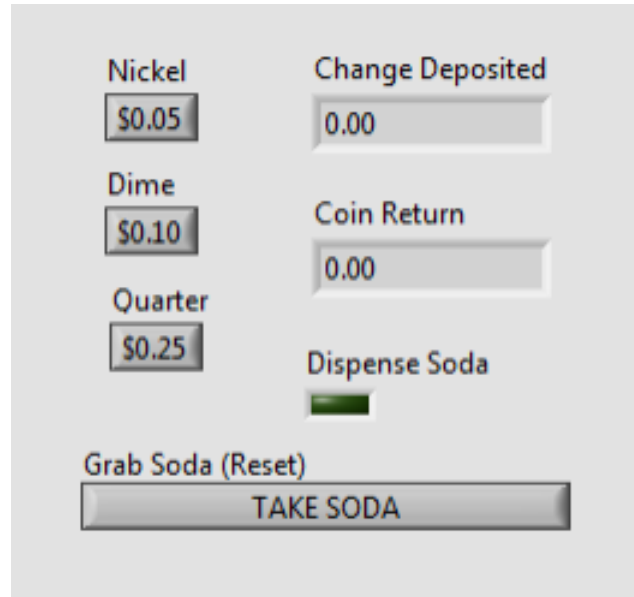 Nickel
$0.05
Dime
$0.10
Quarter
$0.25
Change Deposited
0.00
Coin Return
0.00
Dispense Soda
Grab Soda (Reset)
TAKE SODA